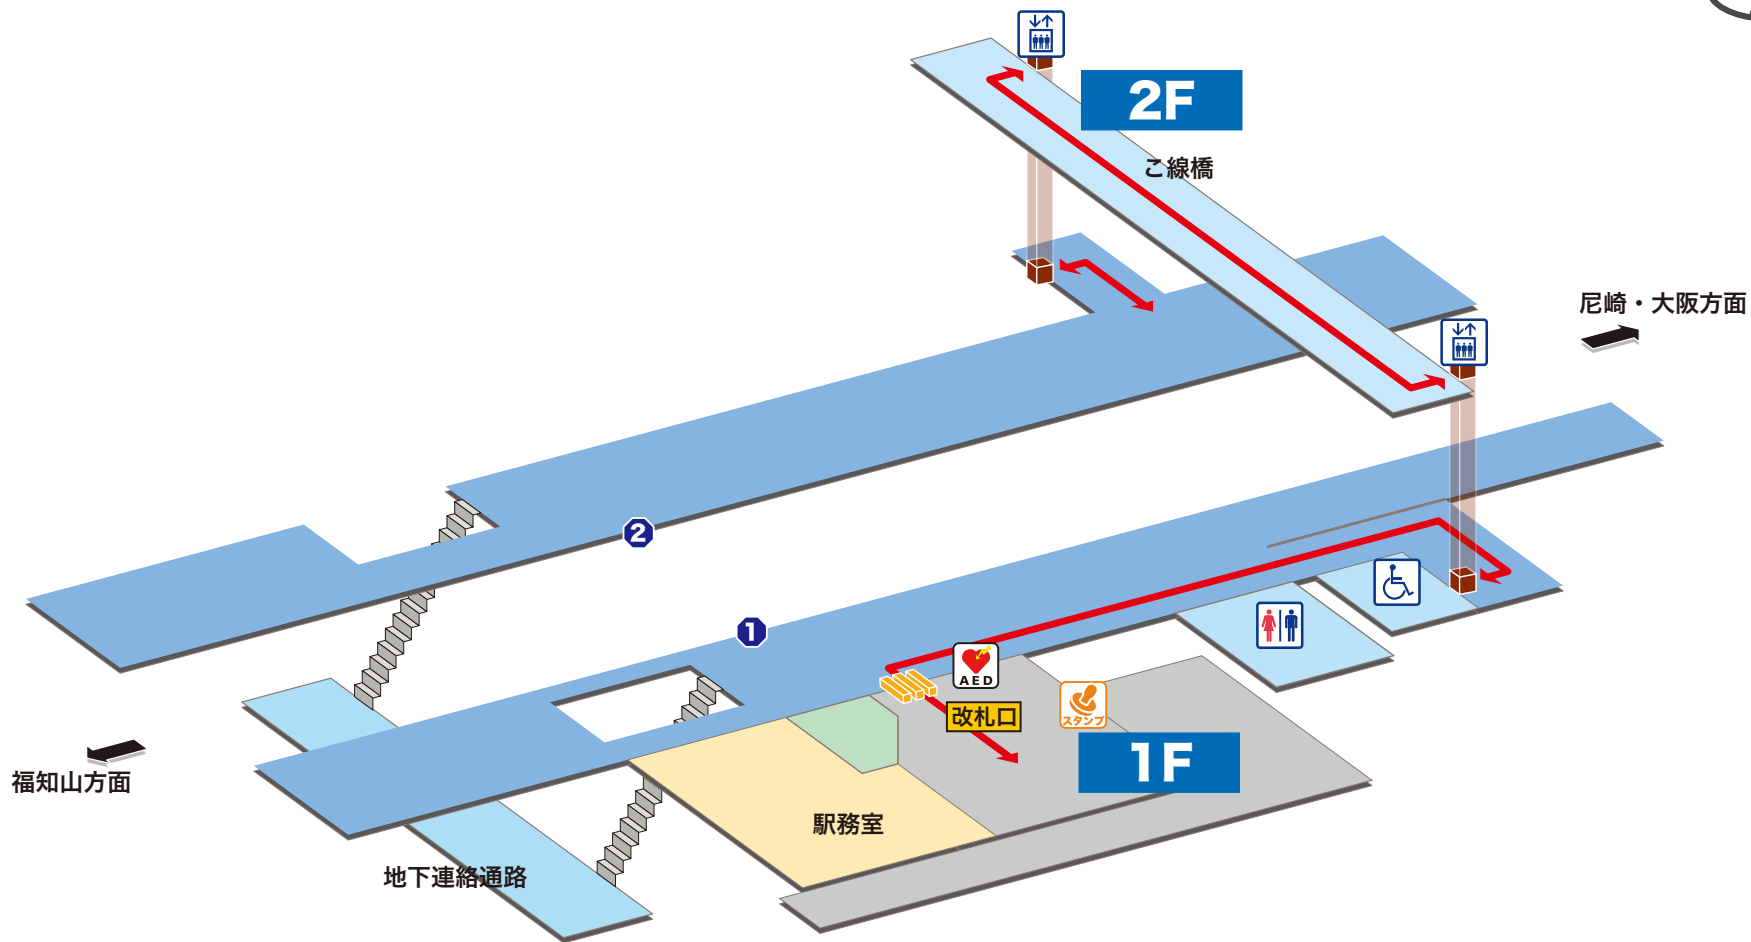 2F
こ線橋
尼崎・大阪方面
2
1
AED
スタンプ
改札口
1F
福知山方面
駅務室
地下連絡通路